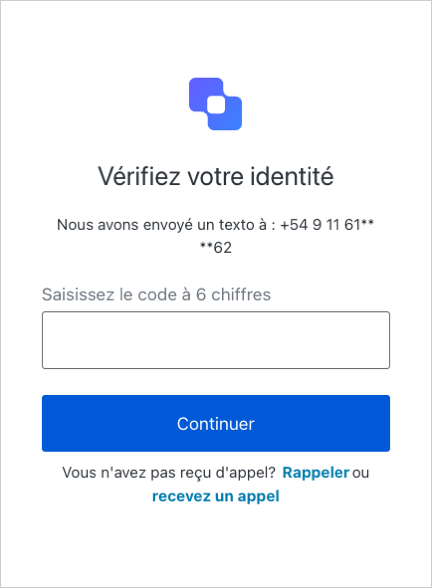 Vérifiez votre identité
Nous avons envoyé un texto à : +54 9 11 61**
**62
Saisissez le code à 6 chiffres
Continuer
Vous n'avez pas reçu d'appel? Rappeler ou
recevez un appel